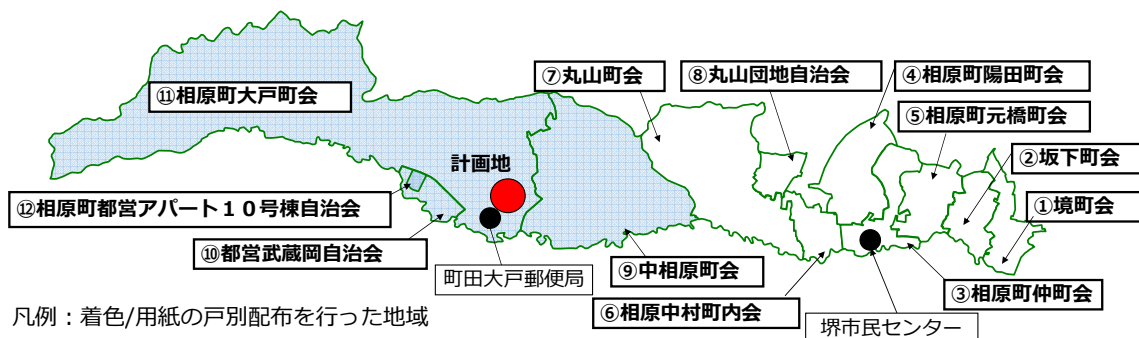 ⑦丸山町会
⑧丸山団地自治会
④相原町陽田町会
⑪相原町大戸町会
⑤相原町元橋町会
計画地
②坂下町会
⑫相原町都営アパート１０号棟自治会
①境町会
⑩都営武蔵岡自治会
町田大戸郵便局
⑨中相原町会
③相原町仲町会
⑥相原中村町内会
凡例：着色/用紙の戸別配布を行った地域
堺市民センター